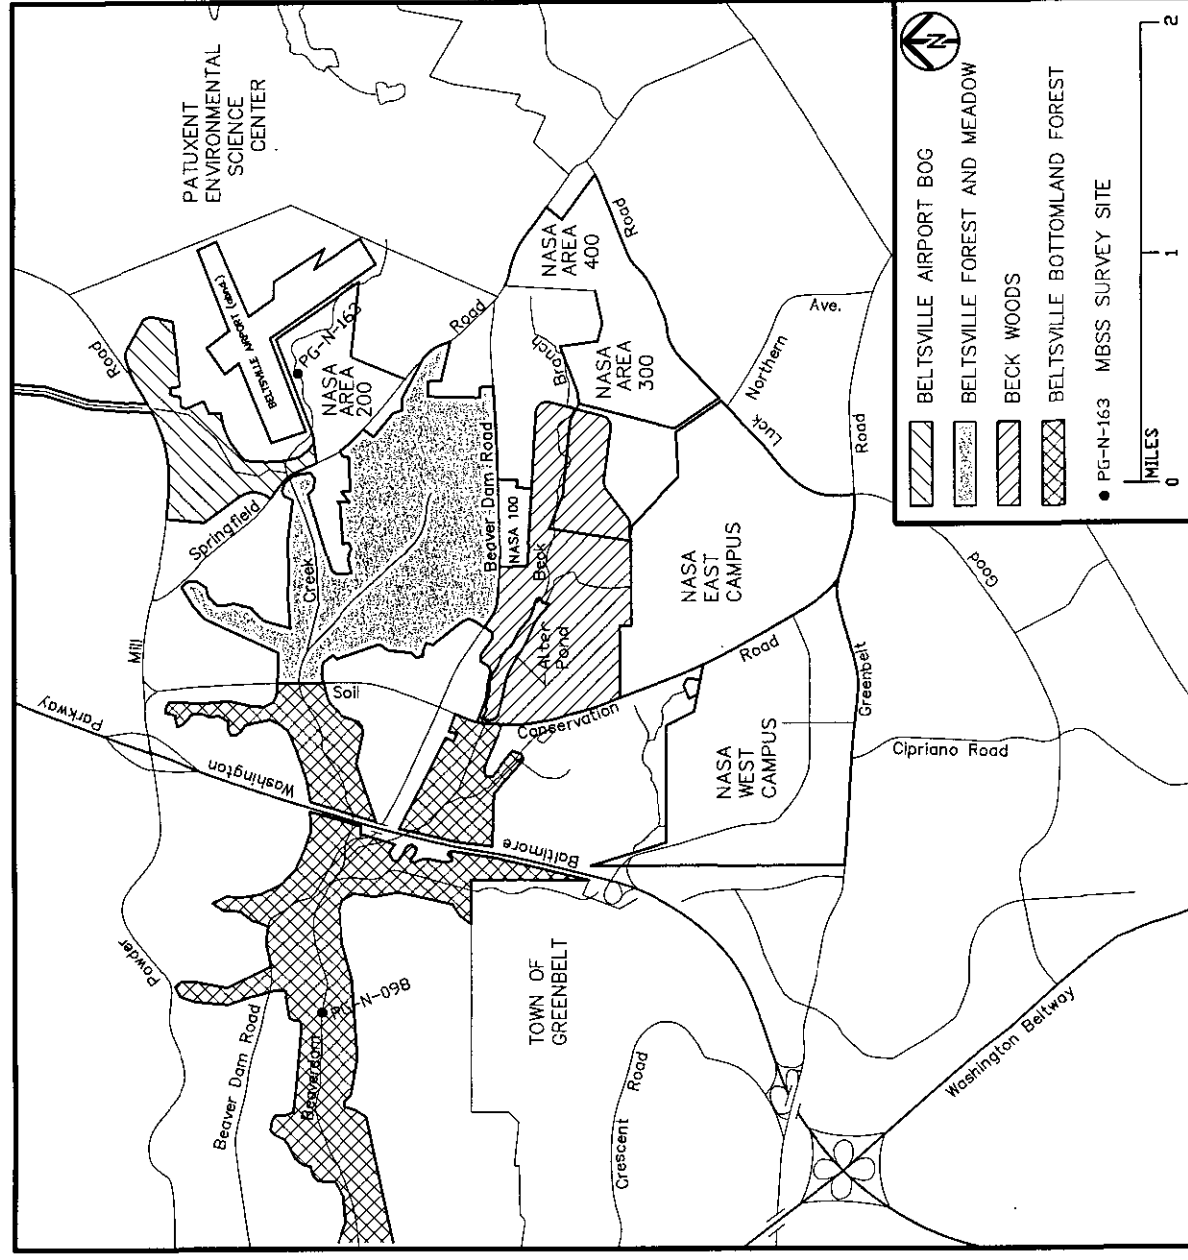 PATUXENT
ENVIRONMENTAL
SCIENCE
CENTER
Road
BELTSVILLE AIRPORT (aband.)
PG-N-163
NASA
AREA
200
Road
NASA
AREA
400
Road
Springfield
Creek
Beaver Dam Road
NASA 100
Branch
NASA
AREA
300
Northern
Ave.
Luck
Road
Beck
Alter
Pond
NASA
EAST
CAMPUS
Mill
Soil
Conservation
Road
Parkway
Washington
Baltimore
NASA
WEST
CAMPUS
Greenbelt
Cipriano Road
Good
Powder
Beaver Dam Road
Beaverdam
PG-N-098
TOWN OF
GREENBELT
Crescent Road
Washington Beltway
N
BELTSVILLE AIRPORT BOG
BELTSVILLE FOREST AND MEADOW
BECK WOODS
BELTSVILLE BOTTOMLAND FOREST
PG-N-163 MBSS SURVEY SITE
0 1 2
MILES